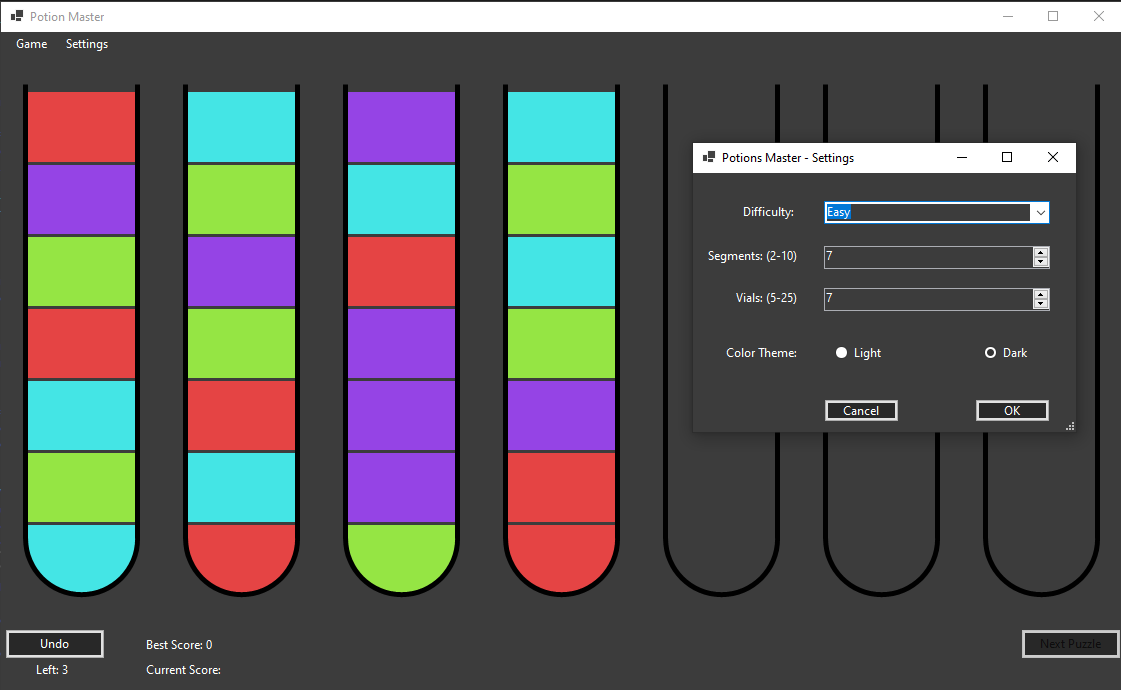 Potion Master
Game Settings
Potions Master - Settings
Difficulty: Easy
Segments: (2-10) 7
Vials: (5-25) 7
Color Theme: Light Dark
Cancel OK
Undo Best Score: 0 Next Puzzle
Left: 3 Current Score: